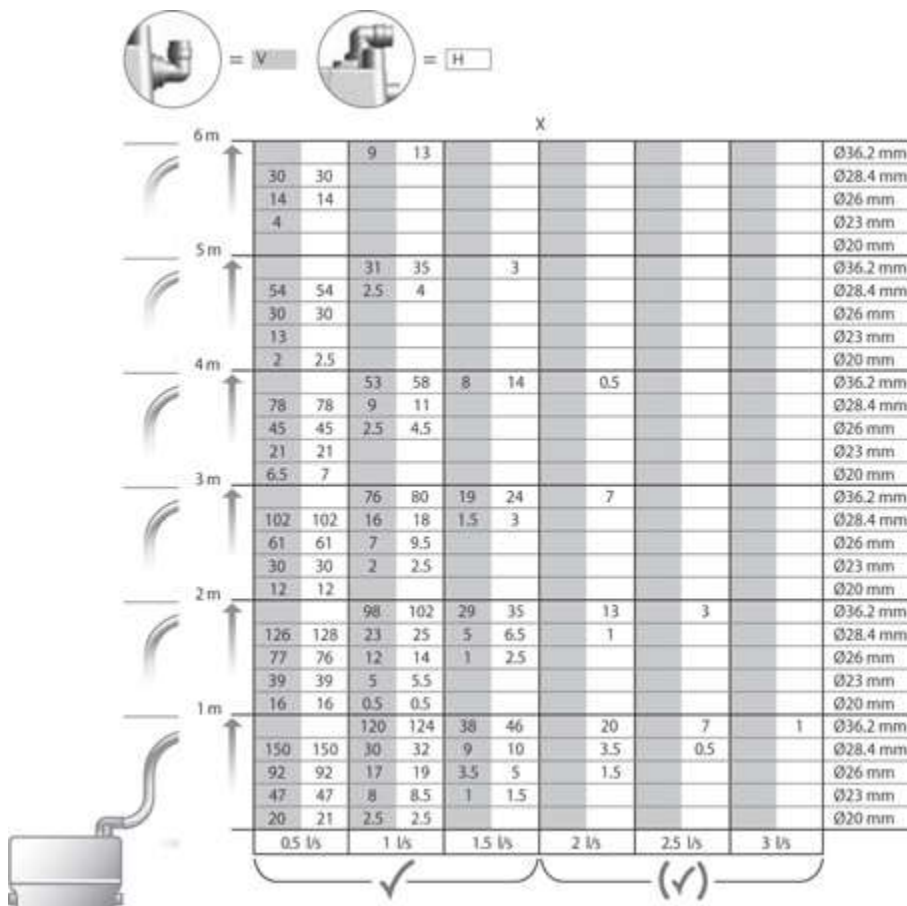 = V = H
X
6 m
9 13 Ø36.2 mm
30 30 Ø28.4 mm
14 14 Ø26 mm
4 Ø23 mm
Ø20 mm
5 m
31 35 3 Ø36.2 mm
54 54 2.5 4 Ø28.4 mm
30 30 Ø26 mm
13 Ø23 mm
2 2.5 Ø20 mm
4 m
53 58 8 14 0.5 Ø36.2 mm
78 78 9 11 Ø28.4 mm
45 45 2.5 4.5 Ø26 mm
21 21 Ø23 mm
6.5 7 Ø20 mm
3 m
76 80 19 24 7 Ø36.2 mm
102 102 16 18 1.5 3 Ø28.4 mm
61 61 7 9.5 Ø26 mm
30 30 2 2.5 Ø23 mm
12 12 Ø20 mm
2 m
98 102 29 35 13 3 Ø36.2 mm
126 128 23 25 5 6.5 1 Ø28.4 mm
77 76 12 14 1 2.5 Ø26 mm
39 39 5 5.5 Ø23 mm
16 16 0.5 0.5 Ø20 mm
1 m
120 124 38 46 20 7 1 Ø36.2 mm
150 150 30 32 9 10 3.5 0.5 Ø28.4 mm
92 92 17 19 3.5 5 1.5 Ø26 mm
47 47 8 8.5 1 1.5 Ø23 mm
20 21 2.5 2.5 Ø20 mm
0.5 l/s 1 l/s 1.5 l/s 2 l/s 2.5 l/s 3 l/s
✓ (✓)